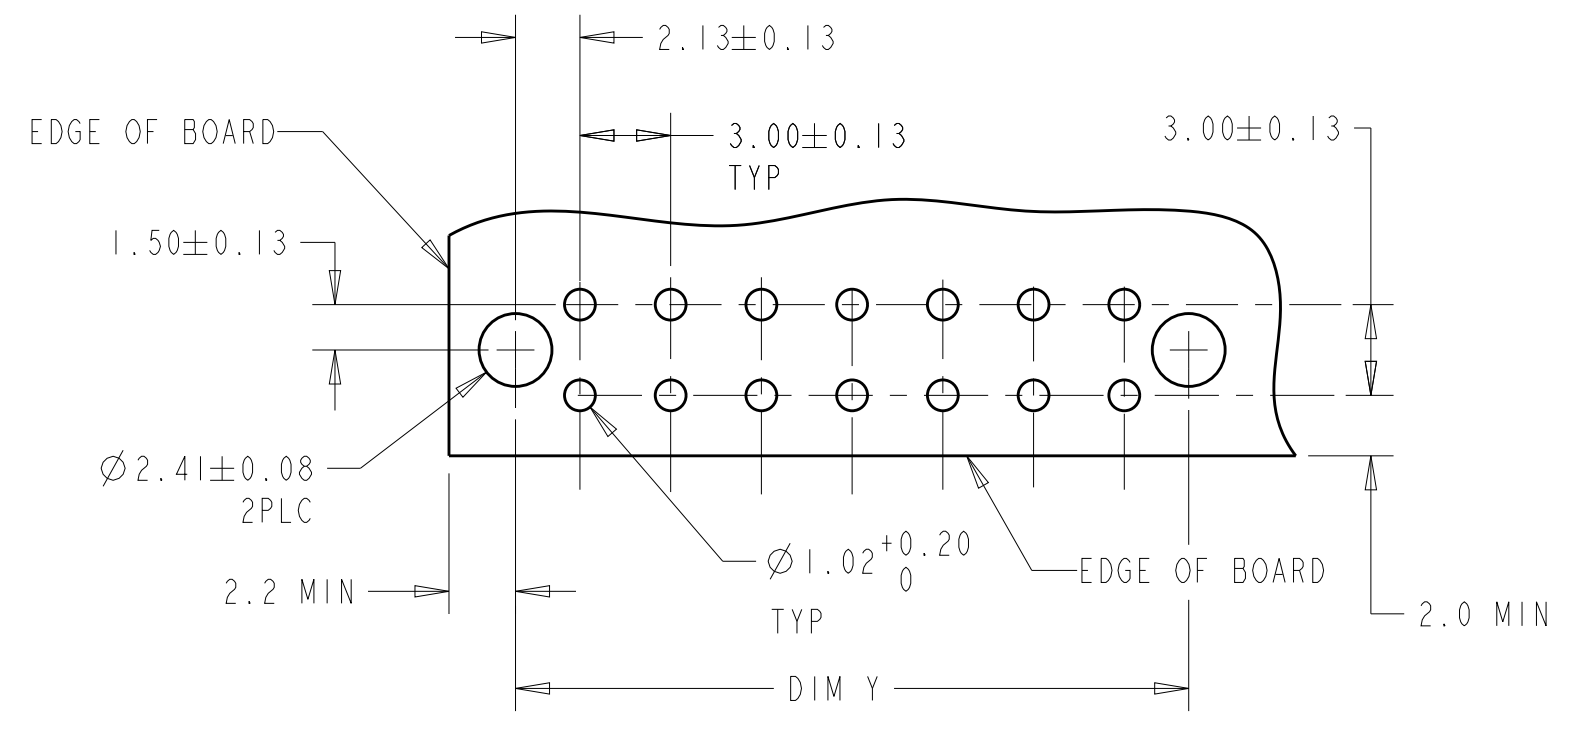 2.13±0.13
EDGE OF BOARD
3.00±0.13
TYP
3.00±0.13
1.50±0.13
Ø2.41±0.08
2PLC
Ø1.02 +0.20
0
TYP
EDGE OF BOARD
2.2 MIN
2.0 MIN
DIM Y